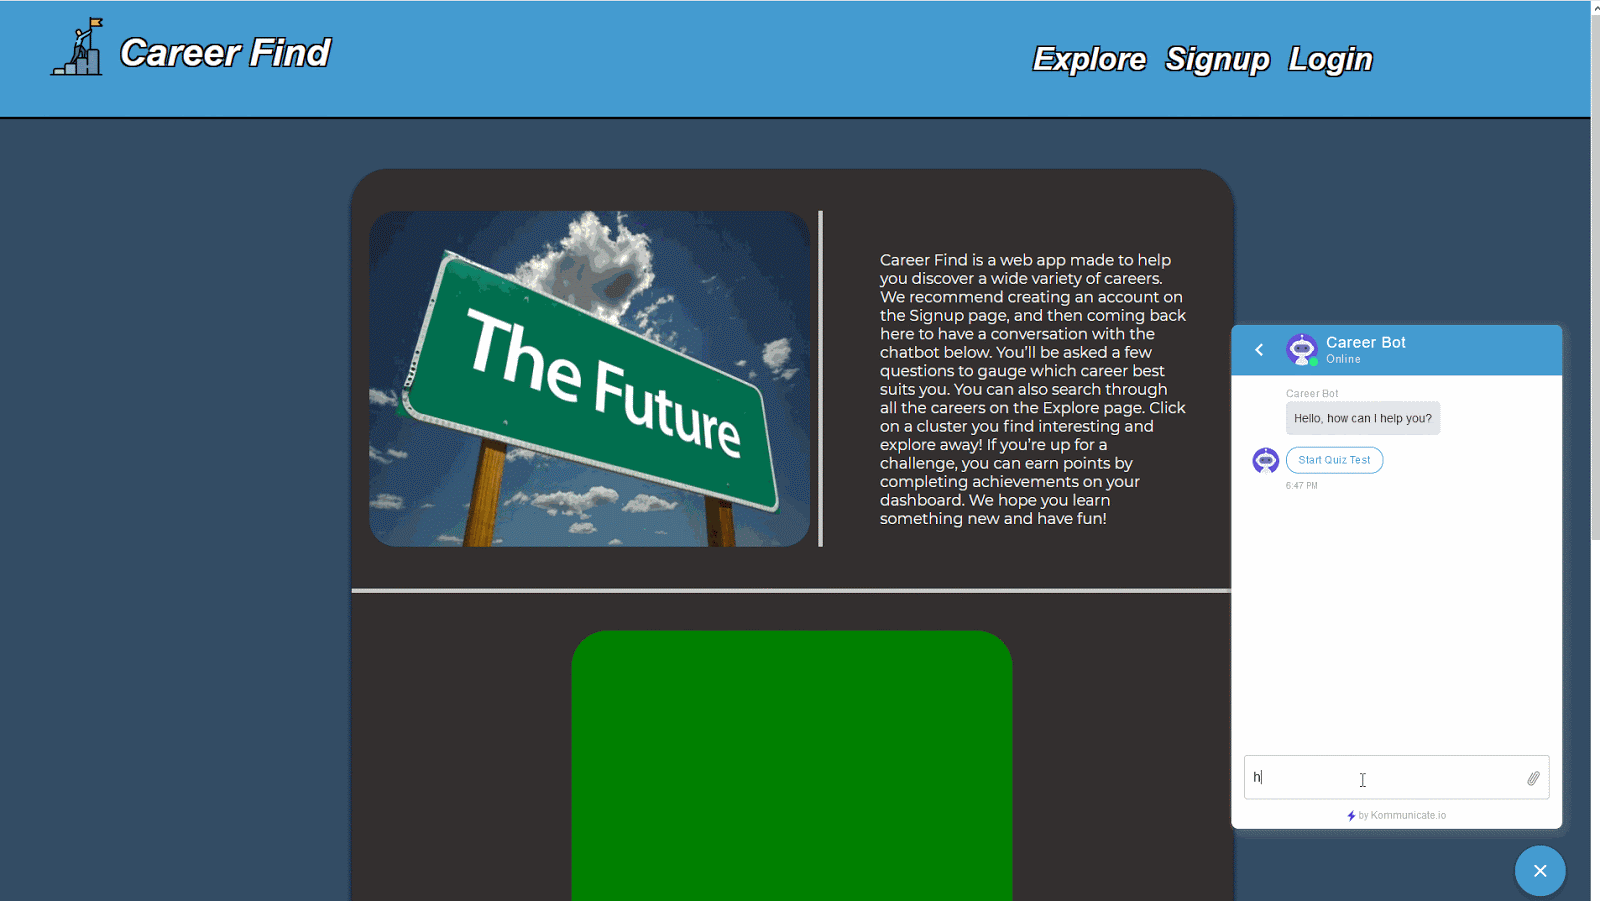 Career Find
Explore Signup Login
The Future
Career Find is a web app made to help
you discover a wide variety of careers.
We recommend creating an account on
the Signup page, and then coming back
here to have a conversation with the
chatbot below. You'll be asked a few
questions to gauge which career best
suits you. You can also search through
all the careers on the Explore page. Click
on a cluster you find interesting and
explore away! If you're up for a
challenge, you can earn points by
completing achievements on your
dashboard. We hope you learn
something new and have fun!
Career Bot
Online
Career Bot
Hello, how can I help you?
Start Quiz Test
6:47 PM
h
by Kommunicate.io